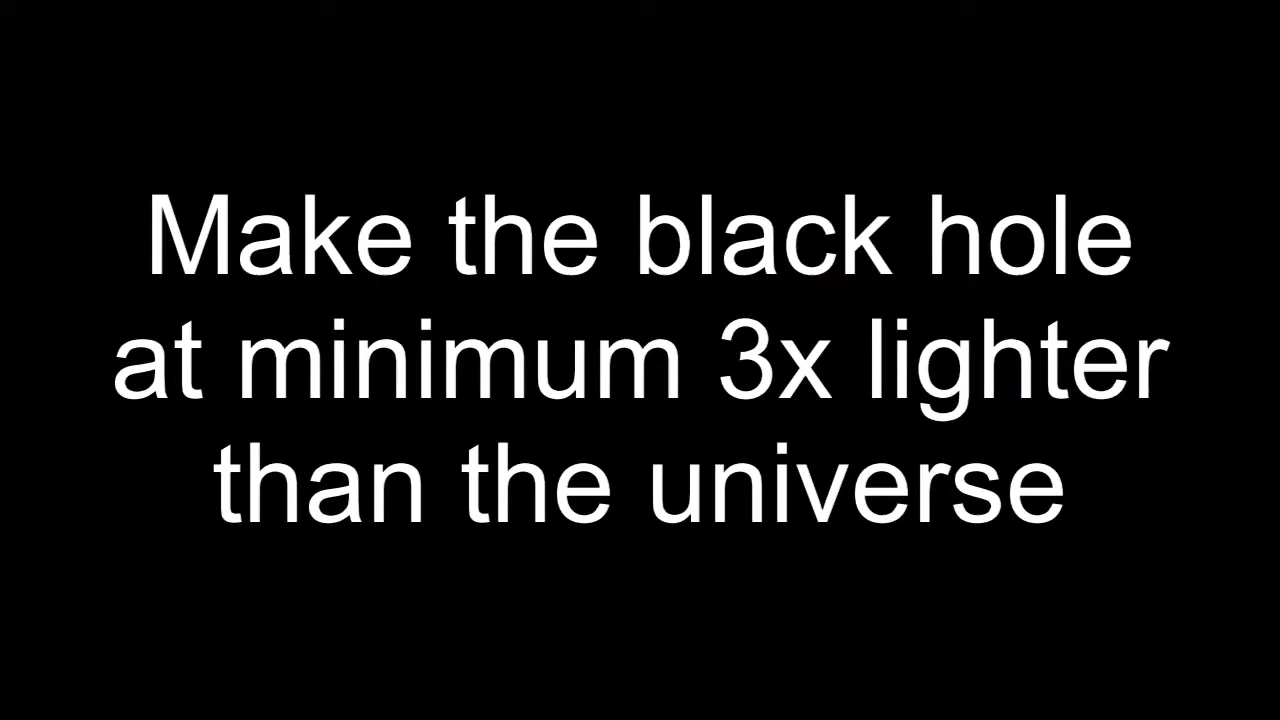 Make the black hole
at minimum 3x lighter
than the universe